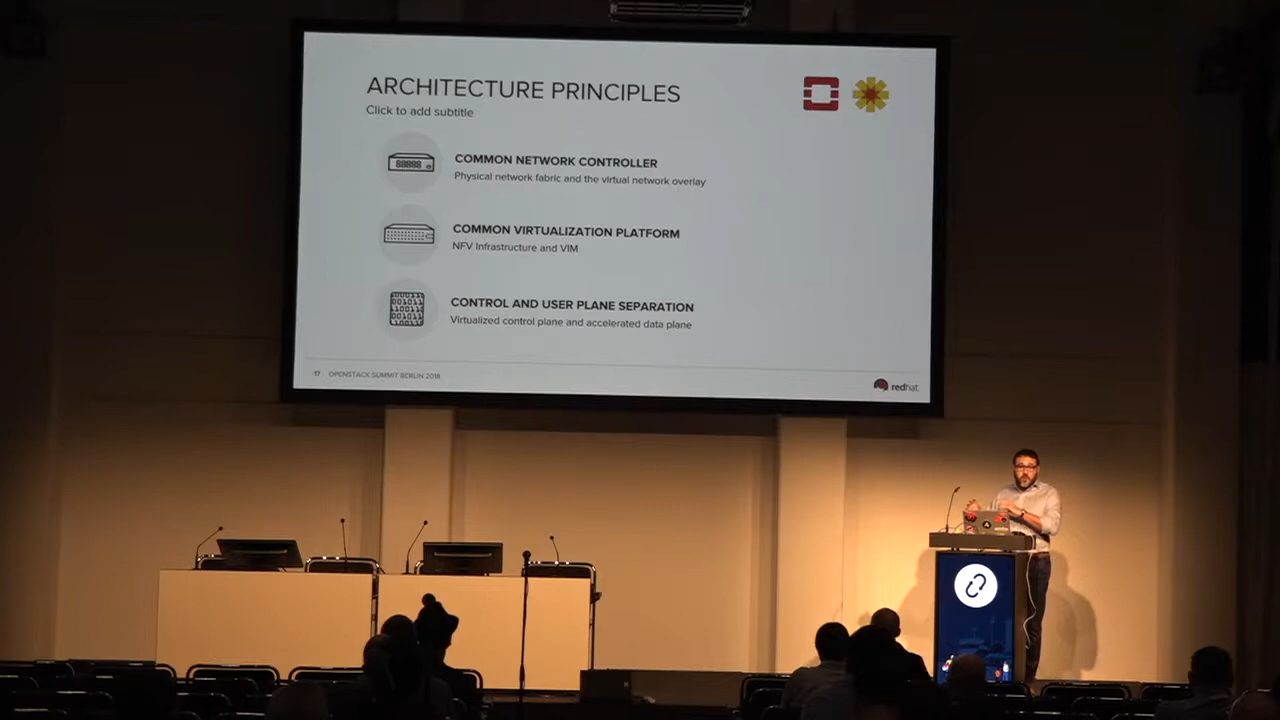 ARCHITECTURE PRINCIPLES
Click to add subtitle
88888
COMMON NETWORK CONTROLLER
Physical network fabric and the virtual network overlay
COMMON VIRTUALIZATION PLATFORM
NFV Infrastructure and VIM
CONTROL AND USER PLANE SEPARATION
Virtualized control plane and accelerated data plane
17 OPENSTACK SUMMIT BERLIN 2018
redhat